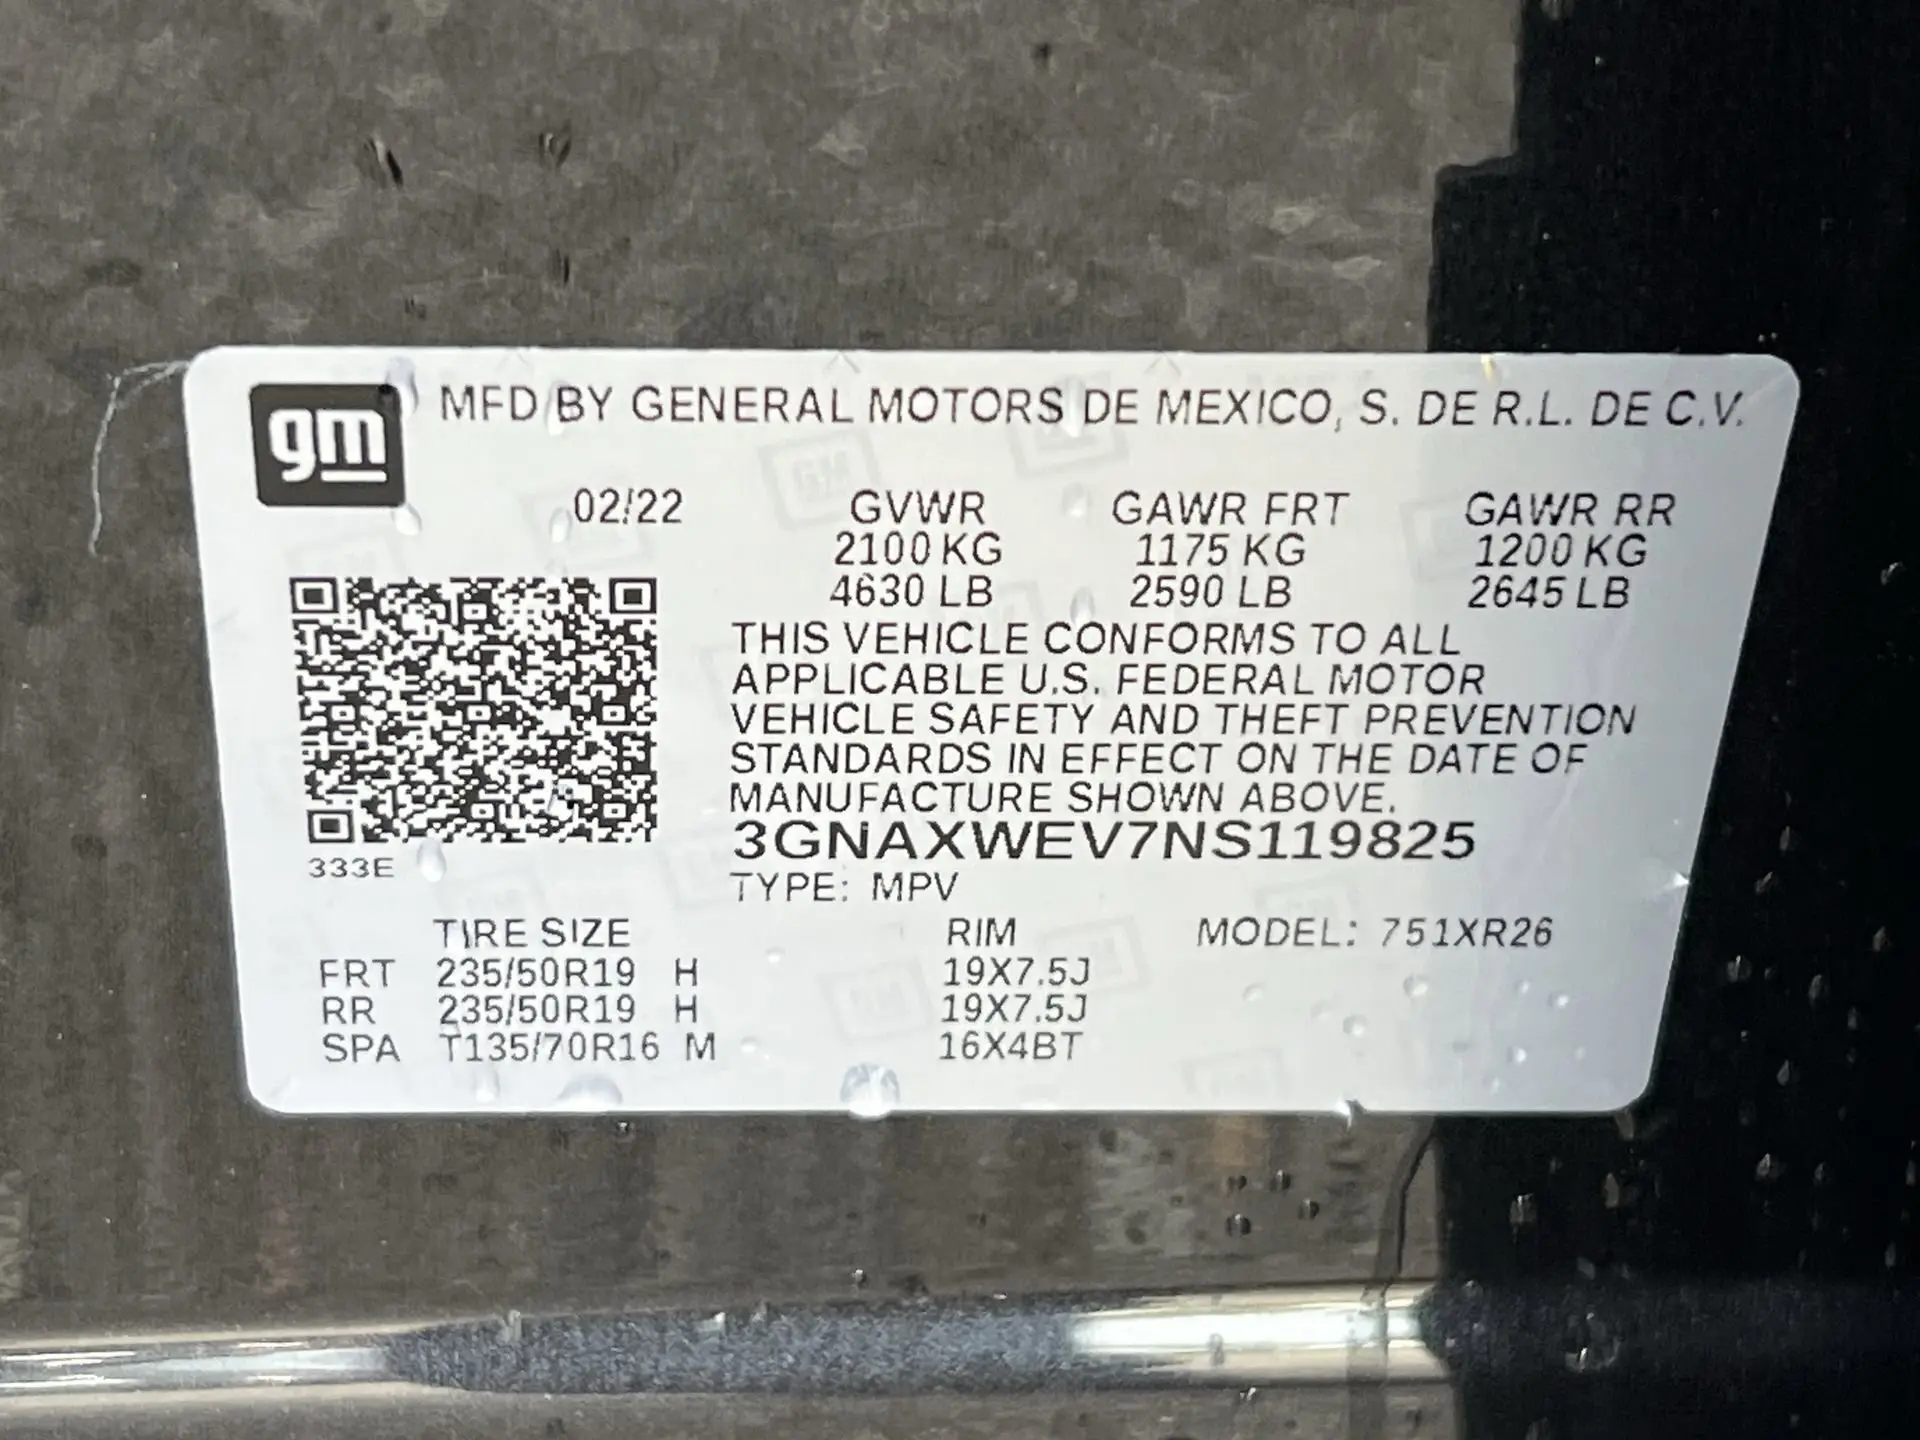 gm MFD BY GENERAL MOTORS DE MEXICO, S. DE R.L. DE C.V.
02/22 GVWR GAWR FRT GAWR RR
2100 KG 1175 KG 1200 KG
4630 LB 2590 LB 2645 LB
THIS VEHICLE CONFORMS TO ALL
APPLICABLE U.S. FEDERAL MOTOR
VEHICLE SAFETY AND THEFT PREVENTION
STANDARDS IN EFFECT ON THE DATE OF
MANUFACTURE SHOWN ABOVE.
3GNAXWEV7NS119825
333E
TYPE: MPV
TIRE SIZE RIM MODEL: 751XR26
FRT 235/50R19 H 19X7.5J
RR 235/50R19 H 19X7.5J
SPA T135/70R16 M 16X4BT